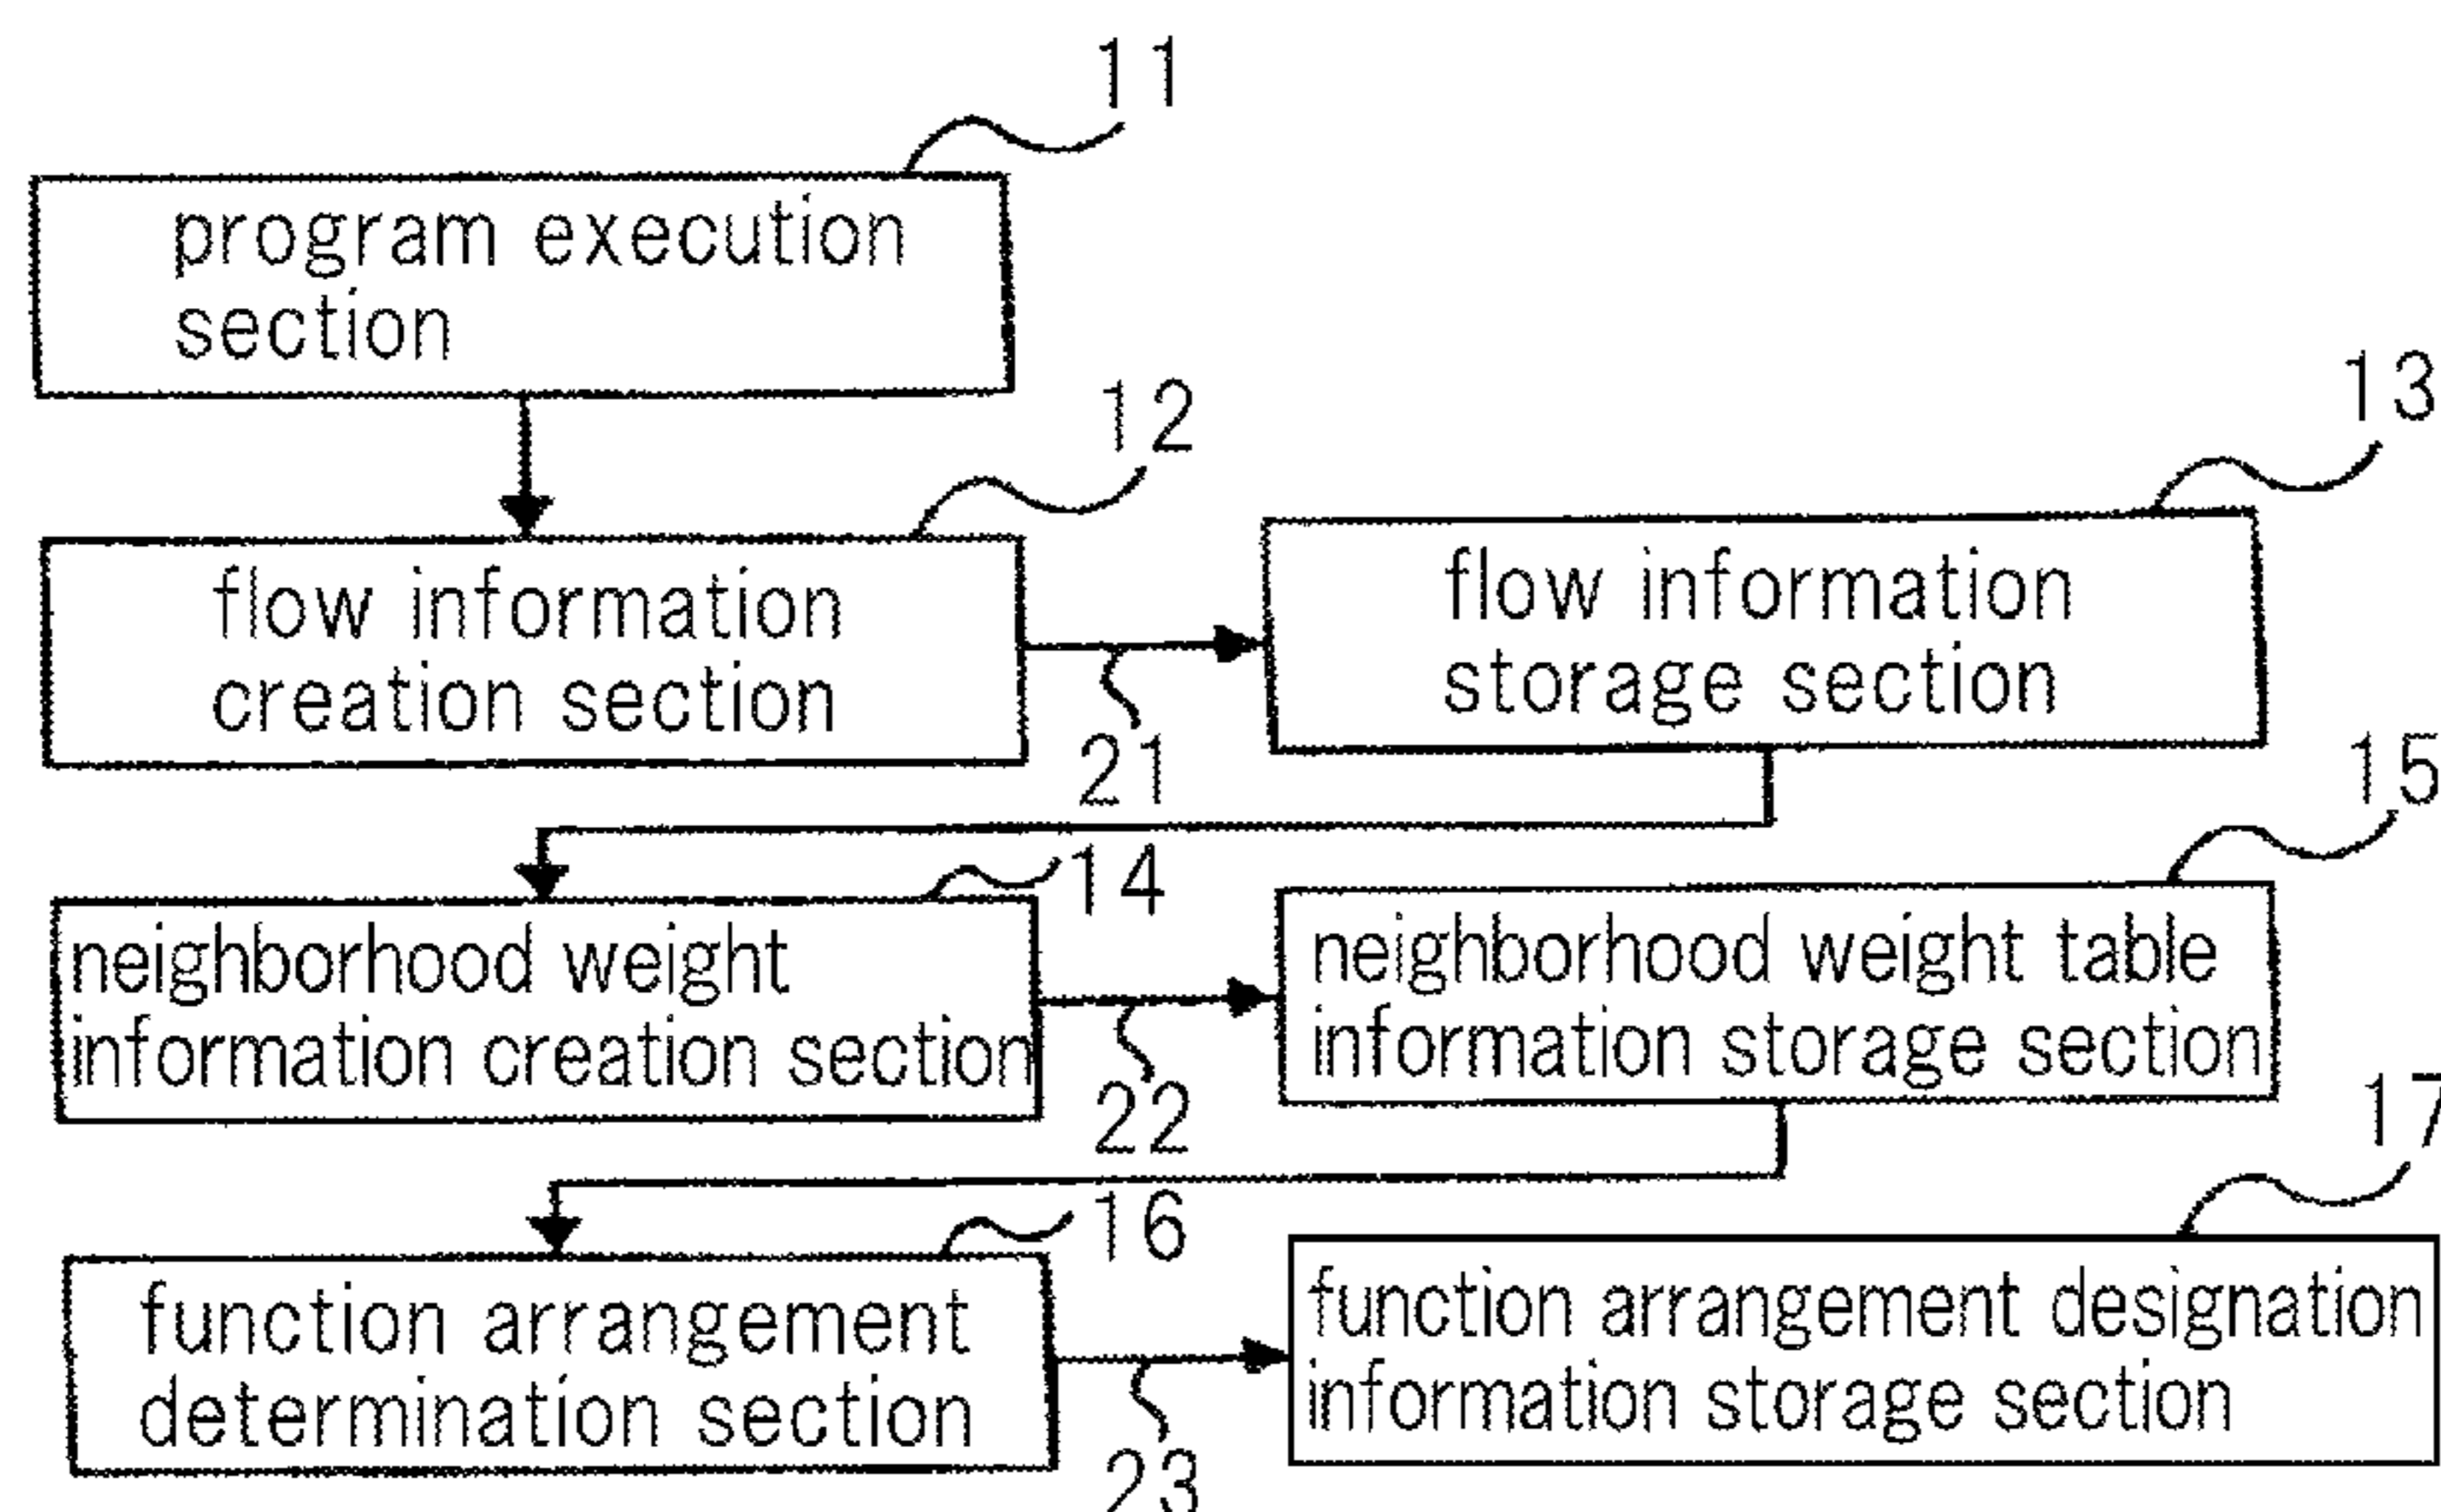 11
program execution
section
12
13
flow information
creation section
flow information
storage section
21
15
14
neighborhood weight
information creation section
neighborhood weight table
information storage section
22
17
16
function arrangement
determination section
function arrangement designation
information storage section
23